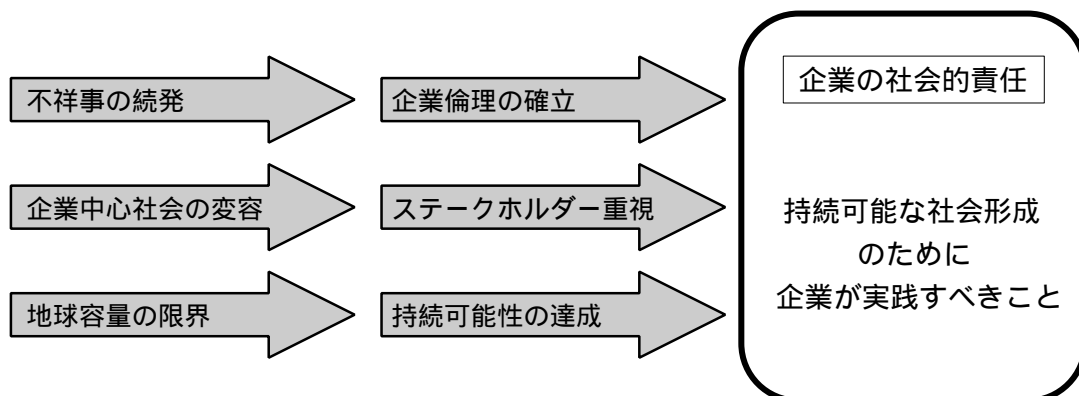 不祥事の続発
企業倫理の確立
企業の社会的責任
企業中心社会の変容
ステークホルダー重視
持続可能な社会形成
のために
企業が実践すべきこと
地球容量の限界
持続可能性の達成